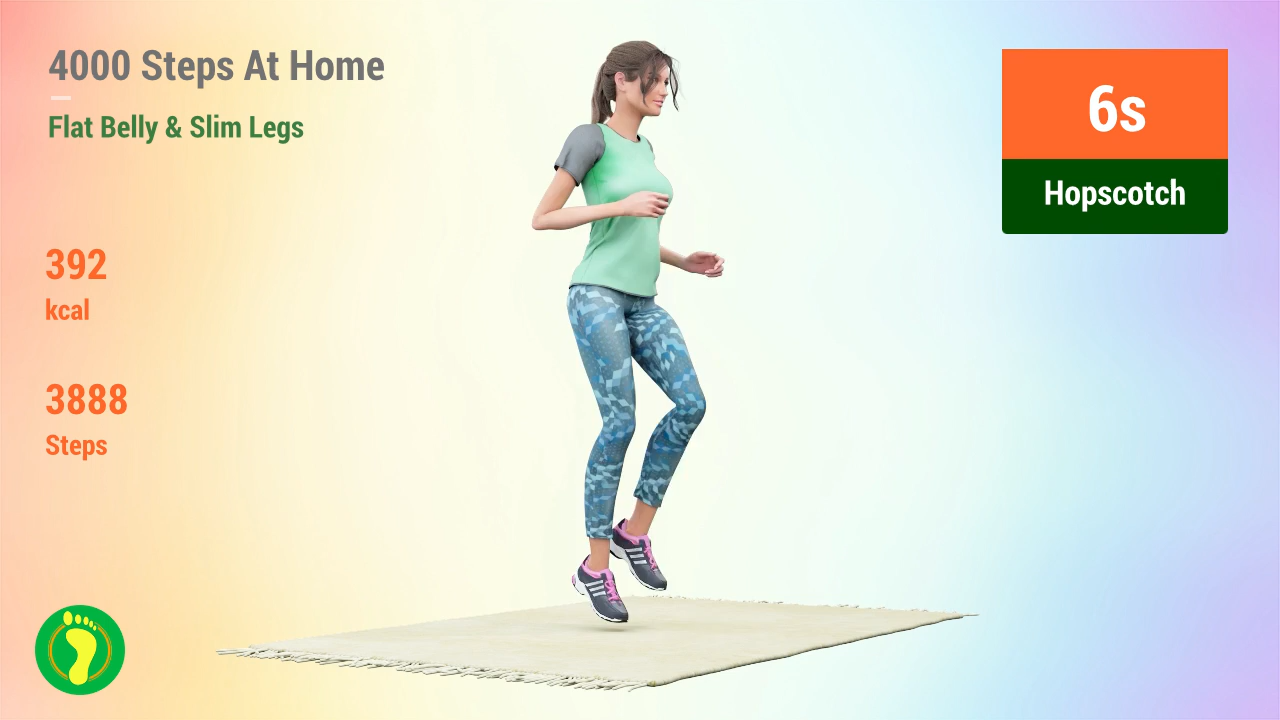 4000 Steps At Home
Flat Belly & Slim Legs
6s
Hopscotch
392
kcal
3888
Steps